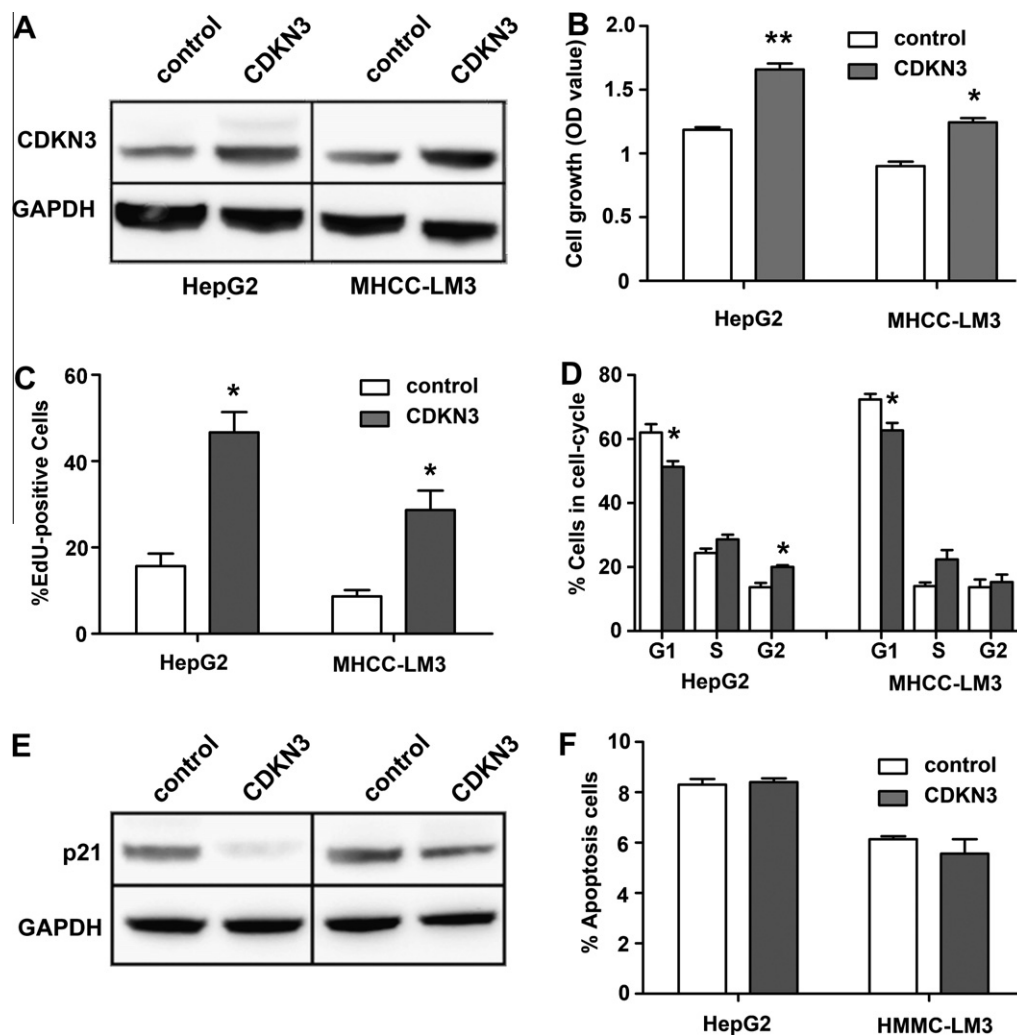 A
control
CDKN3
control
CDKN3
CDKN3
GAPDH
HepG2
MHCC-LM3
B
control
CDKN3
Cell growth (OD value)
2.0
1.5
1
0.5
0
**
*
HepG2
MHCC-LM3
C
control
CDKN3
%EdU-positive Cells
60
40
20
0
*
*
HepG2
MHCC-LM3
D
% Cells in cell-cycle
80
60
40
20
0
*
*
*
G1 S G2 G1 S G2
HepG2
MHCC-LM3
E
control
CDKN3
control
CDKN3
p21
GAPDH
F
control
CDKN3
% Apoptosis cells
10
8
6
4
2
0
HepG2
HMMC-LM3